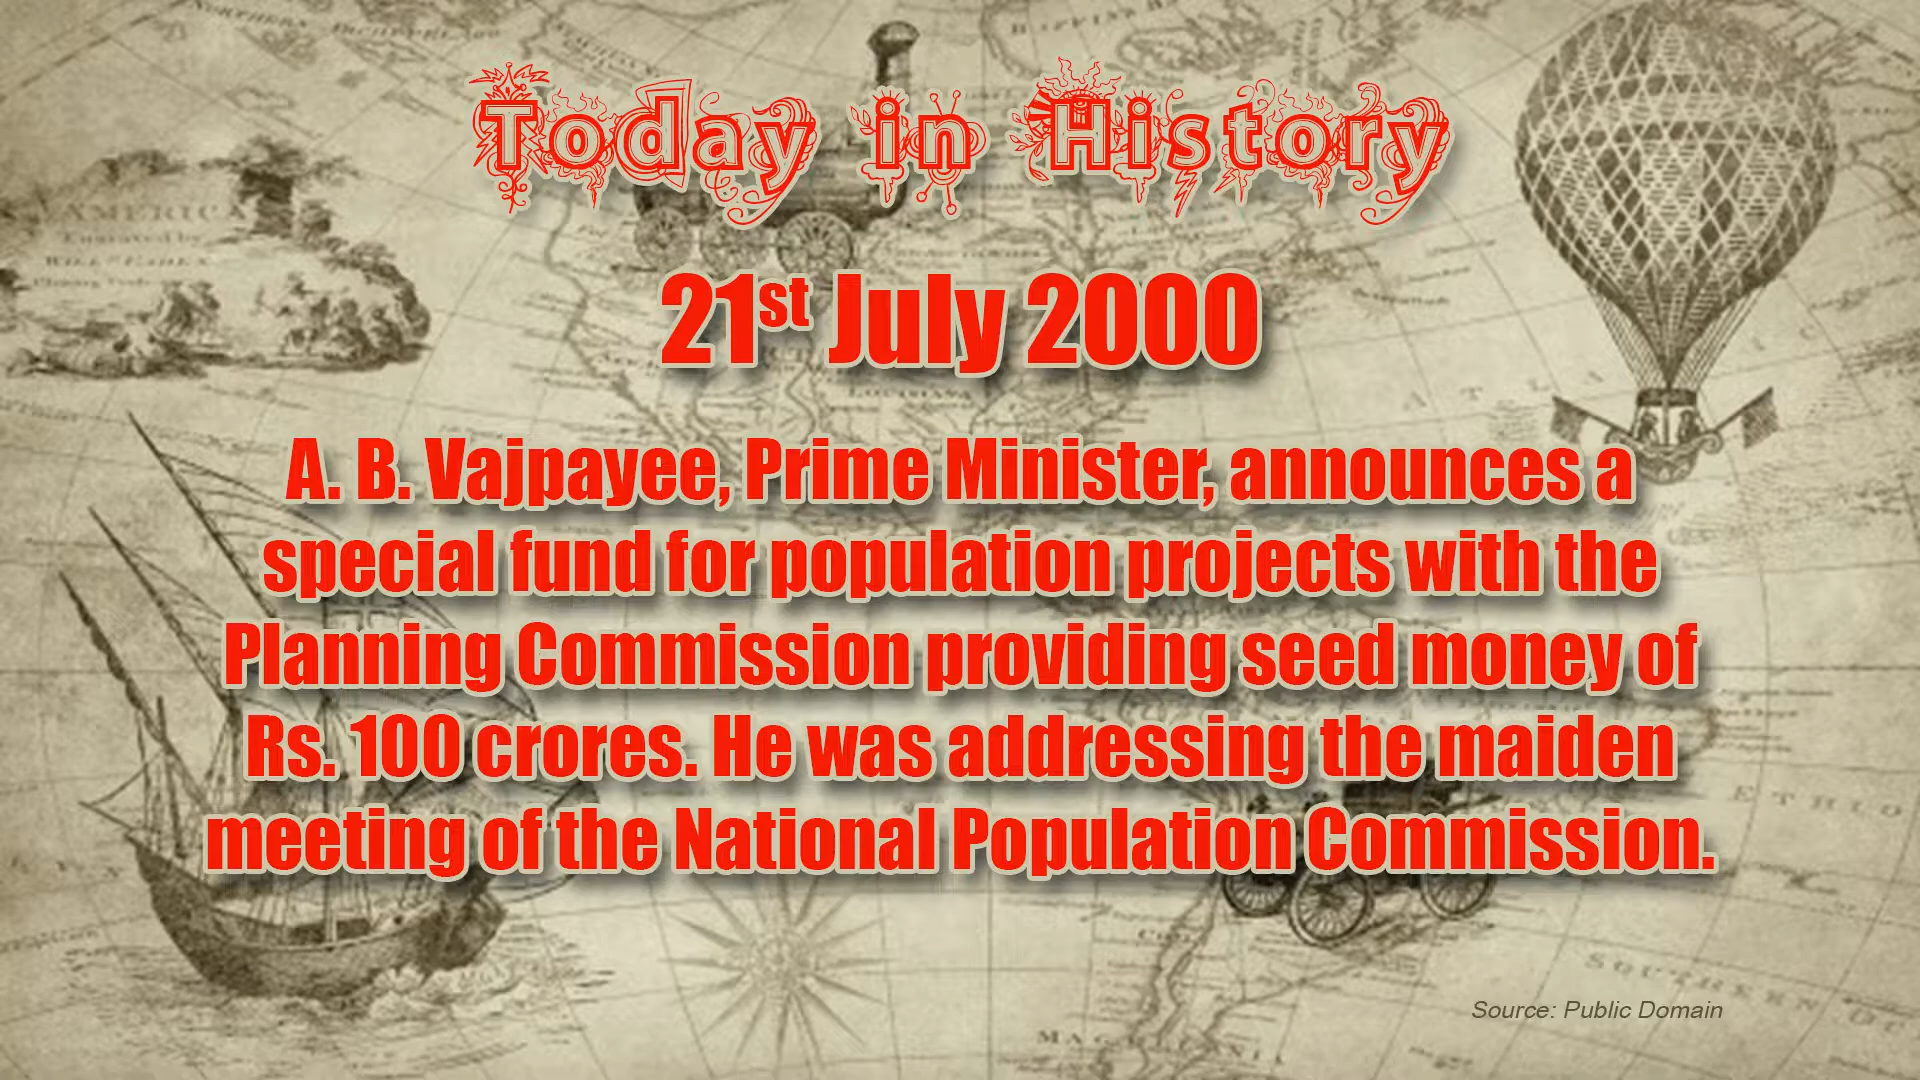 Today in History
21st July 2000
A. B. Vajpayee, Prime Minister, announces a
special fund for population projects with the
Planning Commission providing seed money of
Rs. 100 crores. He was addressing the maiden
meeting of the National Population Commission.
Source: Public Domain